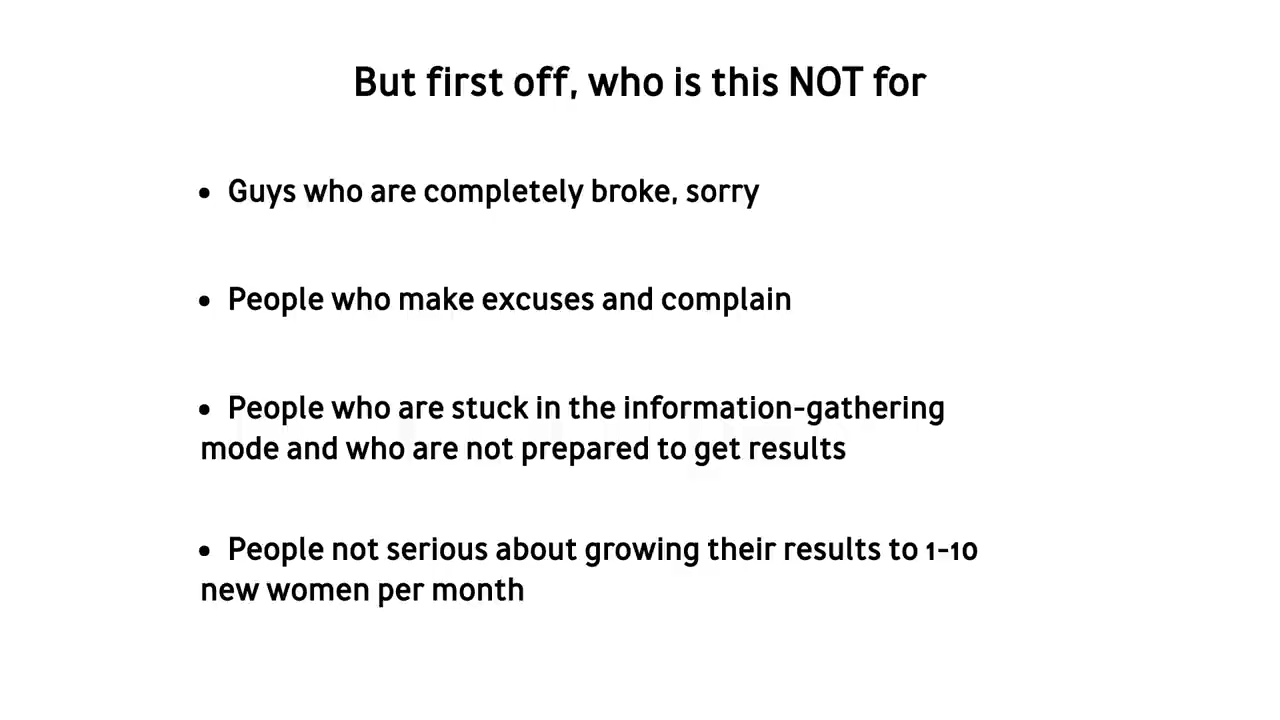 But first off, who is this NOT for
• Guys who are completely broke, sorry
• People who make excuses and complain
• People who are stuck in the information-gathering
mode and who are not prepared to get results
• People not serious about growing their results to 1-10
new women per month